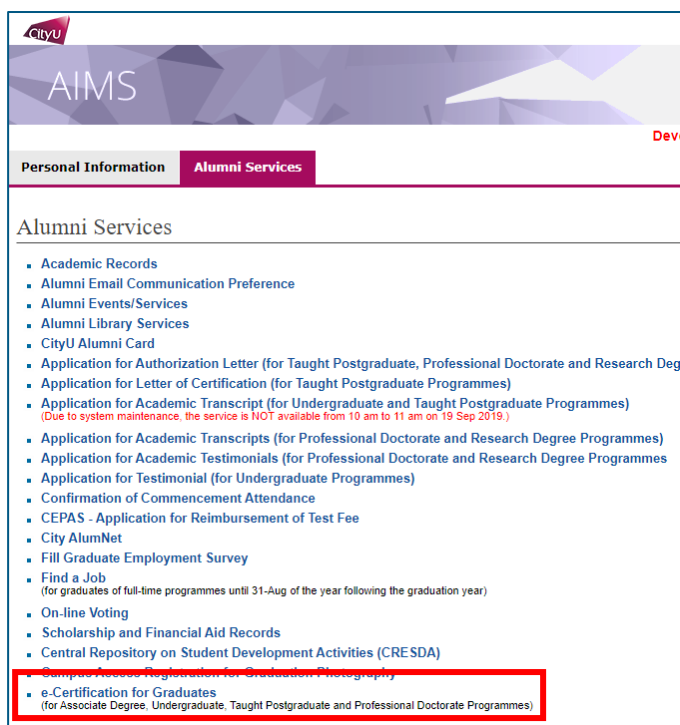 CityU
AIMS
Deve
Personal Information Alumni Services
Alumni Services
Academic Records
Alumni Email Communication Preference
Alumni Events/Services
Alumni Library Services
CityU Alumni Card
Application for Authorization Letter (for Taught Postgraduate, Professional Doctorate and Research Deg
Application for Letter of Certification (for Taught Postgraduate Programmes)
Application for Academic Transcript (for Undergraduate and Taught Postgraduate Programmes)
(Due to system maintenance, the service is NOT available from 10 am to 11 am on 19 Sep 2019.)
Application for Academic Transcripts (for Professional Doctorate and Research Degree Programmes)
Application for Academic Testimonials (for Professional Doctorate and Research Degree Programmes
Application for Testimonial (for Undergraduate Programmes)
Confirmation of Commencement Attendance
CEPAS - Application for Reimbursement of Test Fee
City AlumNet
Fill Graduate Employment Survey
Find a Job
(for graduates of full-time programmes until 31-Aug of the year following the graduation year)
On-line Voting
Scholarship and Financial Aid Records
Central Repository on Student Development Activities (CRESDA)
Campus Access Registration for Graduation Photography
e-Certification for Graduates
(for Associate Degree, Undergraduate, Taught Postgraduate and Professional Doctorate Programmes)